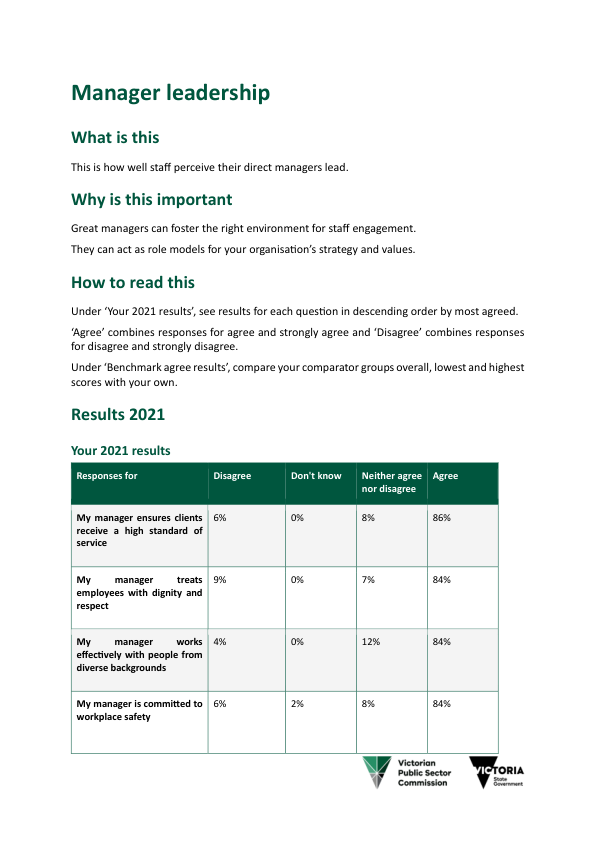 Manager leadership
What is this
This is how well staff perceive their direct managers lead.
Why is this important
Great managers can foster the right environment for staff engagement.
They can act as role models for your organisation's strategy and values.
How to read this
Under ‘Your 2021 results’, see results for each question in descending order by most agreed.
‘Agree’ combines responses for agree and strongly agree and ‘Disagree’ combines responses
for disagree and strongly disagree.
Under ‘Benchmark agree results’, compare your comparator groups overall, lowest and highest
scores with your own.
Results 2021
Your 2021 results
Responses for Disagree Don't know Neither agree Agree
nor disagree
My manager ensures clients 6% 0% 8% 86%
receive a high standard of
service
My manager treats 9% 0% 7% 84%
employees with dignity and
respect
My manager works 4% 0% 12% 84%
effectively with people from
diverse backgrounds
My manager is committed to 6% 2% 8% 84%
workplace safety
Victorian
Public Sector
Commission
VICTORIA
State
Government